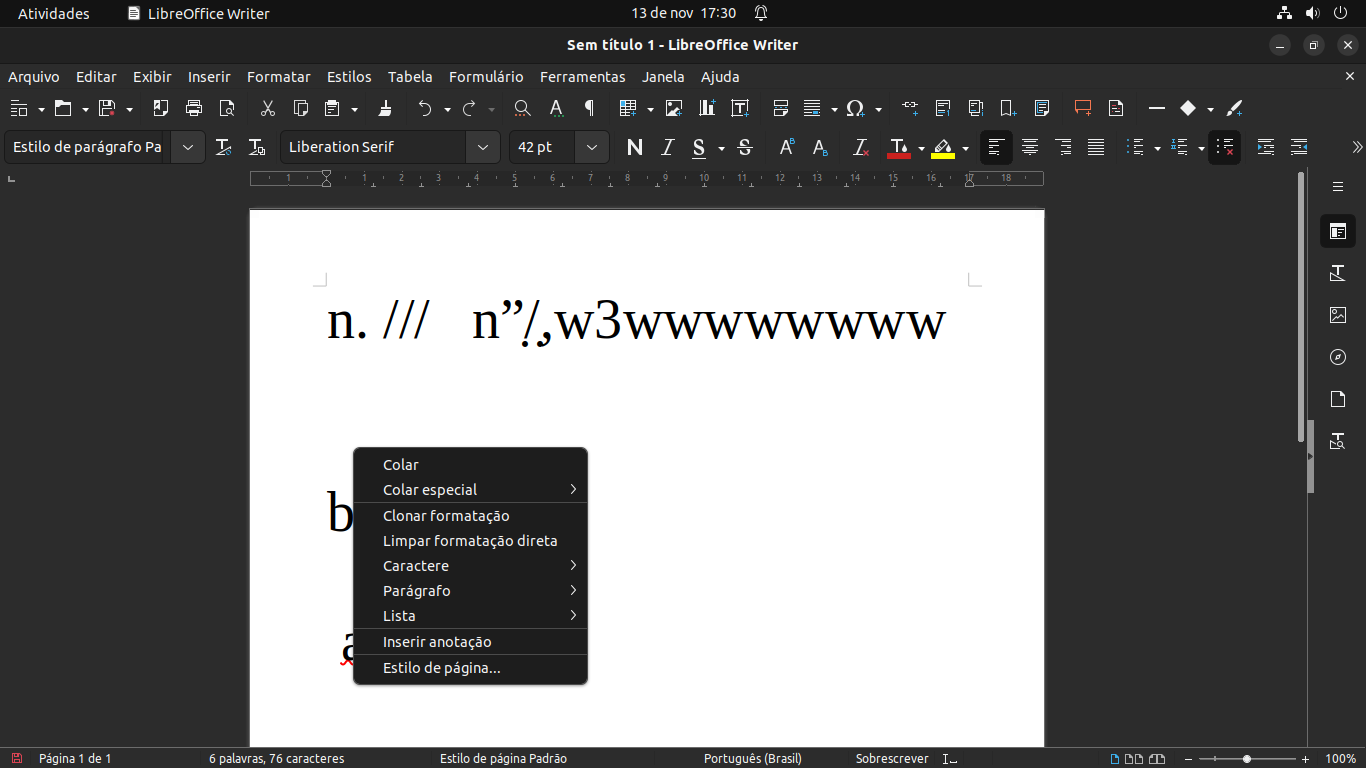 Atividades LibreOffice Writer 13 de nov 17:30
Sem título 1 - LibreOffice Writer
Arquivo Editar Exibir Inserir Formatar Estilos Tabela Formulário Ferramentas Janela Ajuda
Estilo de parágrafo Pa Liberation Serif 42 pt N I S S
1 1 2 3 4 5 6 7 8 9 10 11 12 13 14 15 16 17 18
n. /// n”/,w3wwwwwwww
b
Colar
Colar especial
Clonar formatação
Limpar formatação direta
Caractere
Parágrafo
Lista
Inserir anotação
Estilo de página...
Página 1 de 1 6 palavras, 76 caracteres Estilo de página Padrão Português (Brasil) Sobrescrever 100%